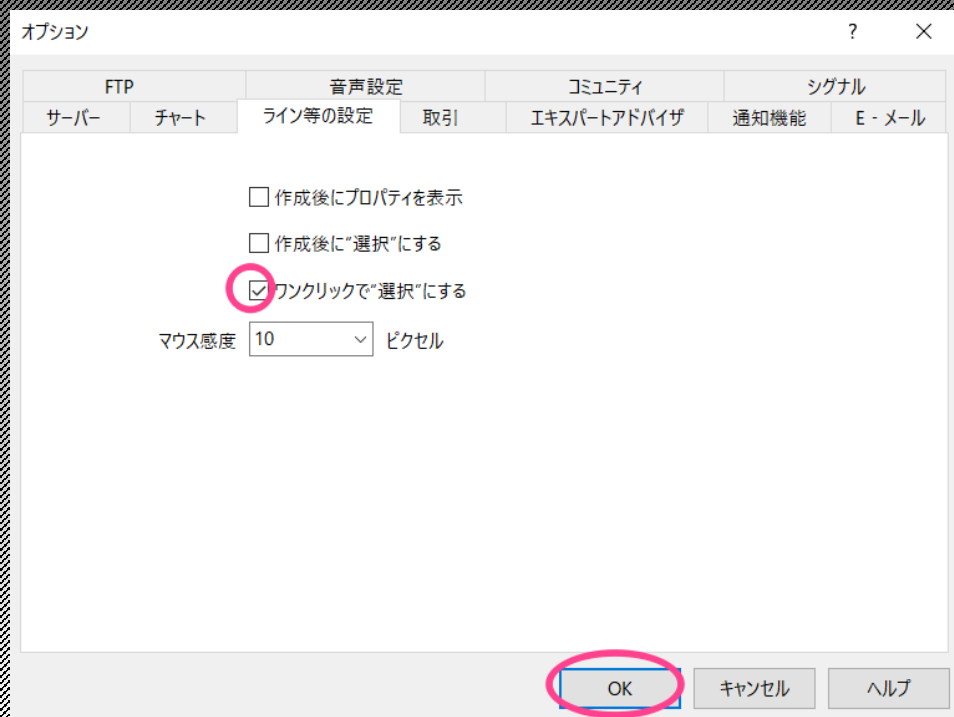 オプション ? ×
FTP 音声設定 コミュニティ シグナル
サーバー チャート ライン等の設定 取引 エキスパートアドバイザ 通知機能 E - メール
作成後にプロパティを表示
作成後に"選択"にする
ワンクリックで"選択"にする
マウス感度 10 ピクセル
OK キャンセル ヘルプ